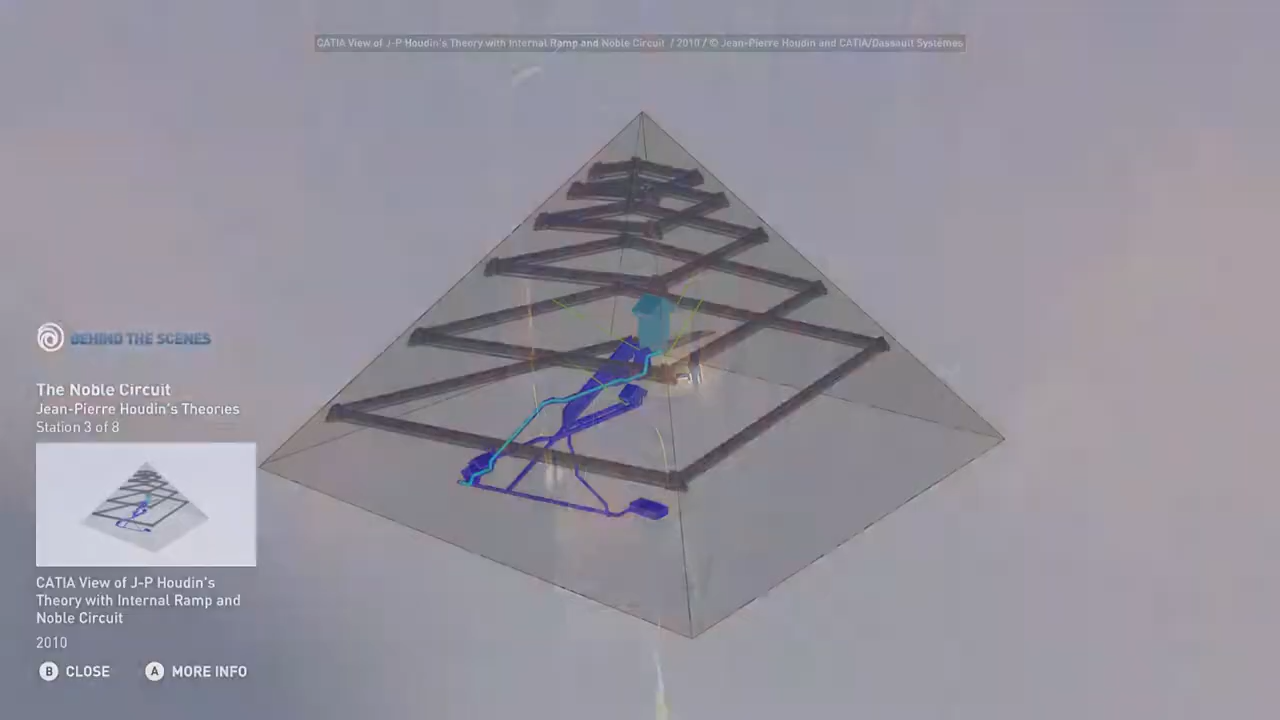 CATIA View of J-P Houdin's Theory with Internal Ramp and Noble Circuit / 2010 / © Jean-Pierre Houdin and CATIA/Dassault Systèmes
BEHIND THE SCENES
The Noble Circuit
Jean-Pierre Houdin's Theories
Station 3 of 8
CATIA View of J-P Houdin's
Theory with Internal Ramp and
Noble Circuit
2010
B CLOSE A MORE INFO